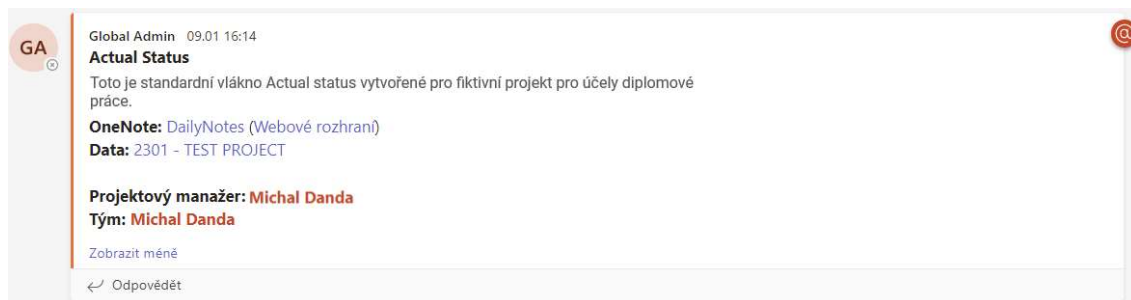 GA
Global Admin 09.01 16:14
@
Actual Status
Toto je standardní vlákno Actual status vytvořené pro fiktivní projekt pro účely diplomové
práce.
OneNote: DailyNotes (Webové rozhraní)
Data: 2301 - TEST PROJECT
Projektový manažer: Michal Danda
Tým: Michal Danda
Zobrazit méně
Odpovědět